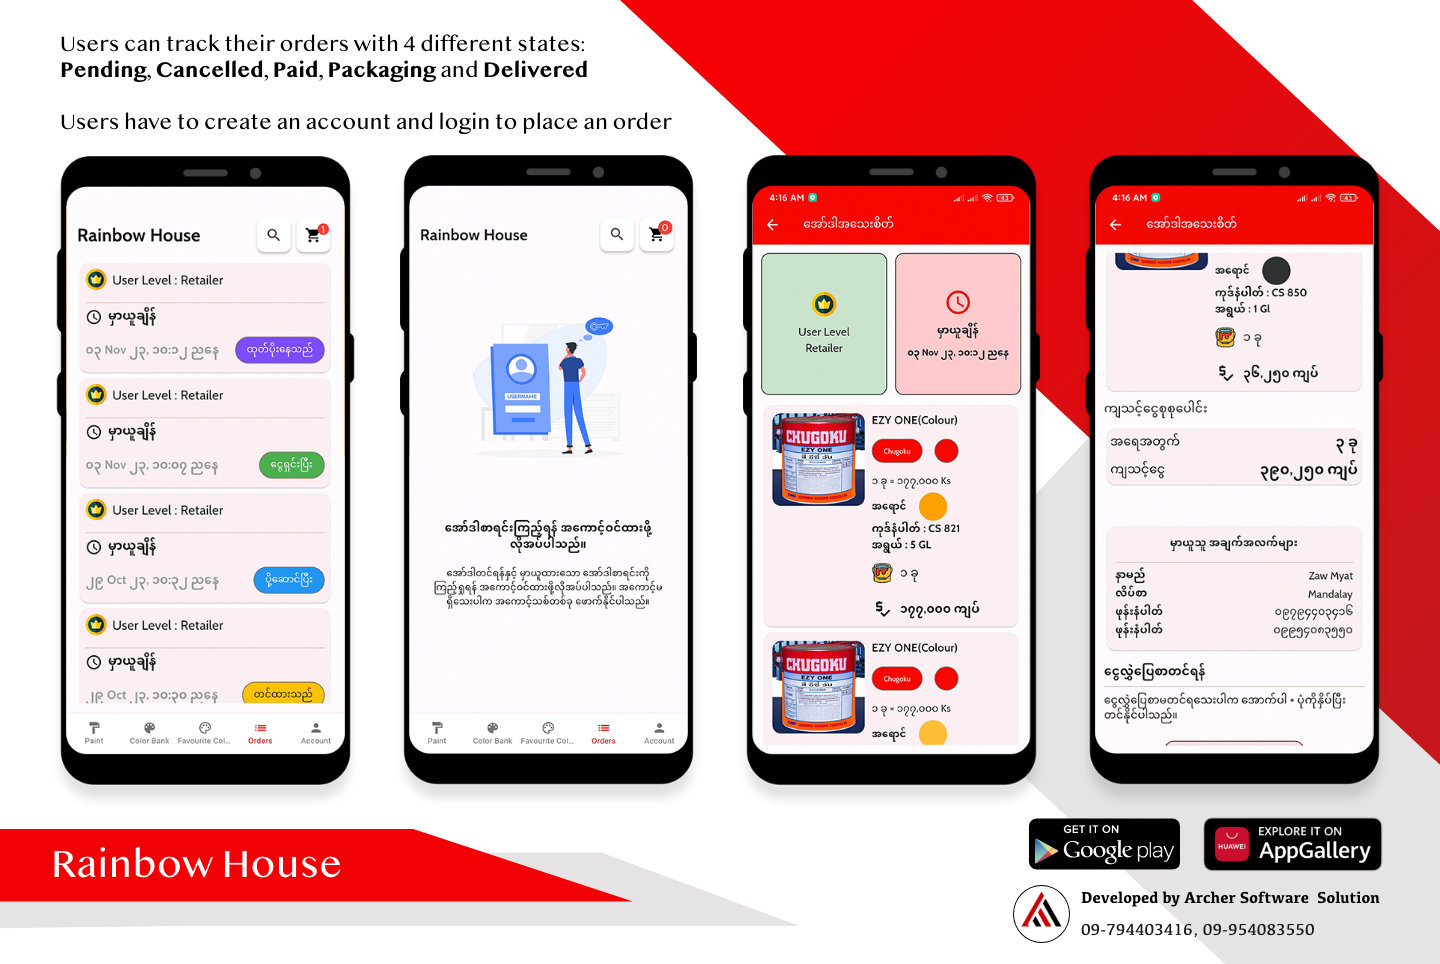 Users can track their orders with 4 different states:
Pending, Cancelled, Paid, Packaging and Delivered
Users have to create an account and login to place an order
Rainbow House
1
User Level : Retailer
မှာယူချိန်
၀၃ Nov ၂၃, ၁၀:၁၂ ညနေ
ထုတ်ပိုးနေသည်
User Level : Retailer
မှာယူချိန်
၀၃ Nov ၂၃, ၁၀:၀၇ ညနေ
ငွေရှင်းပြီး
User Level : Retailer
မှာယူချိန်
၂၉ Oct ၂၃, ၁၀:၃၂ ညနေ
ပို့ဆောင်ပြီး
User Level : Retailer
မှာယူချိန်
၂၉ Oct ၂၃, ၁၀:၃၀ ညနေ
တင်ထားသည်
Paint
Color Bank
Favourite Col...
Orders
Account
Rainbow House
0
USERNAME
အော်ဒါစာရင်းကြည့်ရန် အကောင့်ဝင်ထားဖို့
လိုအပ်ပါသည်။
အော်ဒါတင်ရန်နှင့် မှာယူထားသော အော်ဒါစာရင်းကို
ကြည့်ရှုရန် အကောင့်ဝင်ထားဖို့လိုအပ်ပါသည်။ အကောင့်မ
ရှိသေးပါက အကောင့်သစ်တစ်ခု ဖောက်နိုင်ပါသည်။
Paint
Color Bank
Favourite Col...
Orders
Account
4:16 AM
43
အော်ဒါအသေးစိတ်
User Level
Retailer
မှာယူချိန်
၀၃ Nov ၂၃, ၁၀:၁၂ ညနေ
CHUGOKU
EZY ONE
EZY ONE(Colour)
Chugoku
၁ ခု = ၁၇၇,၀၀၀ Ks
အရောင်
ကုဒ်နံပါတ် : CS 821
အရွယ် : 5 GL
၁ ခု
၁၇၇,၀၀၀ ကျပ်
CHUGOKU
EZY ONE
EZY ONE(Colour)
Chugoku
၁ ခု = ၁၇၇,၀၀၀ Ks
အရောင်
4:16 AM
43
အော်ဒါအသေးစိတ်
အရောင်
ကုဒ်နံပါတ် : CS 850
အရွယ် : 1 Gl
၁ ခု
၃၆,၂၅၀ ကျပ်
ကျသင့်ငွေစုစုပေါင်း
အရေအတွက်
၃ ခု
ကျသင့်ငွေ
၃၉၀,၂၅၀ ကျပ်
မှာယူသူ အချက်အလက်များ
နာမည်
Zaw Myat
လိပ်စာ
Mandalay
ဖုန်းနံပါတ်
၀၉၇၉၄၄၀၃၄၁၆
ဖုန်းနံပါတ်
၀၉၉၅၄၀၈၃၅၅၀
ငွေလွှဲပြေစာတင်ရန်
ငွေလွှဲပြေစာမတင်ရသေးပါက အောက်ပါ + ပုံကိုနှိပ်ပြီး
တင်နိုင်ပါသည်။
Rainbow House
GET IT ON
Google play
HUAWEI
EXPLORE IT ON
AppGallery
Developed by Archer Software Solution
09-794403416, 09-954083550